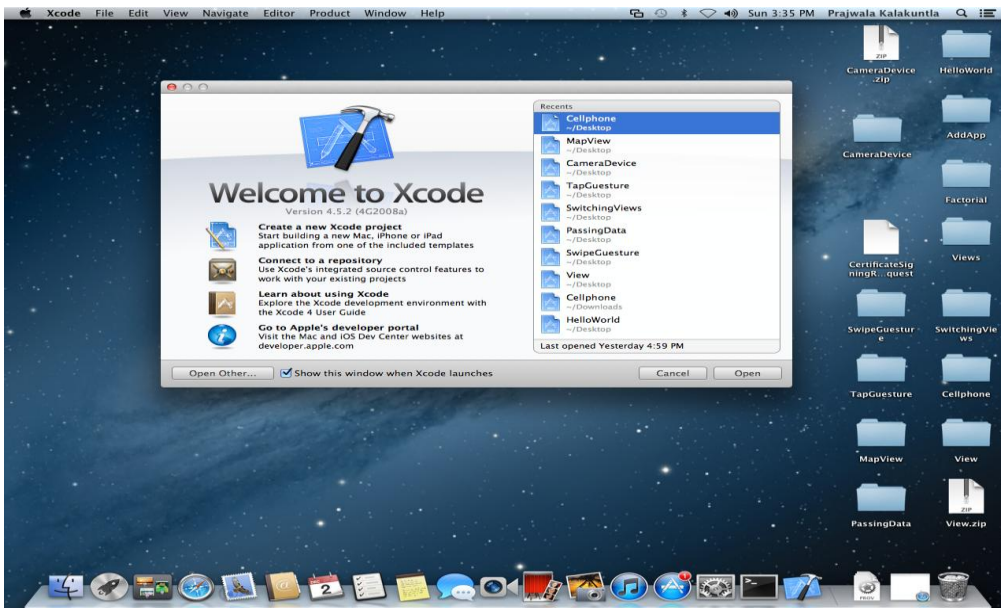 Xcode File Edit View Navigate Editor Product Window Help Sun 3:35 PM Prajwala Kalakuntla
Welcome to Xcode
Version 4.5.2 (4G2008a)
Create a new Xcode project
Start building a new Mac, iPhone or iPad
application from one of the included templates
Connect to a repository
Use Xcode's integrated source control features to
work with your existing projects
Learn about using Xcode
Explore the Xcode development environment with
the Xcode 4 User Guide
Go to Apple's developer portal
Visit the Mac and iOS Dev Center websites at
developer.apple.com
Recents
Cellphone
~/Desktop
MapView
~/Desktop
CameraDevice
~/Desktop
TapGuesture
~/Desktop
SwitchingViews
~/Desktop
PassingData
~/Desktop
SwipeGuesture
~/Desktop
View
~/Desktop
Cellphone
~/Downloads
HelloWorld
~/Desktop
Last opened Yesterday 4:59 PM
Open Other...
Show this window when Xcode launches
Cancel
Open
ZIP
CameraDevice
.zip
HelloWorld
CameraDevice
AddApp
Factorial
CertificateSig
ningR...quest
Views
SwipeGuestur
e
SwitchingVie
ws
TapGuesture
Cellphone
MapView
View
PassingData
ZIP
View.zip
2
PROV